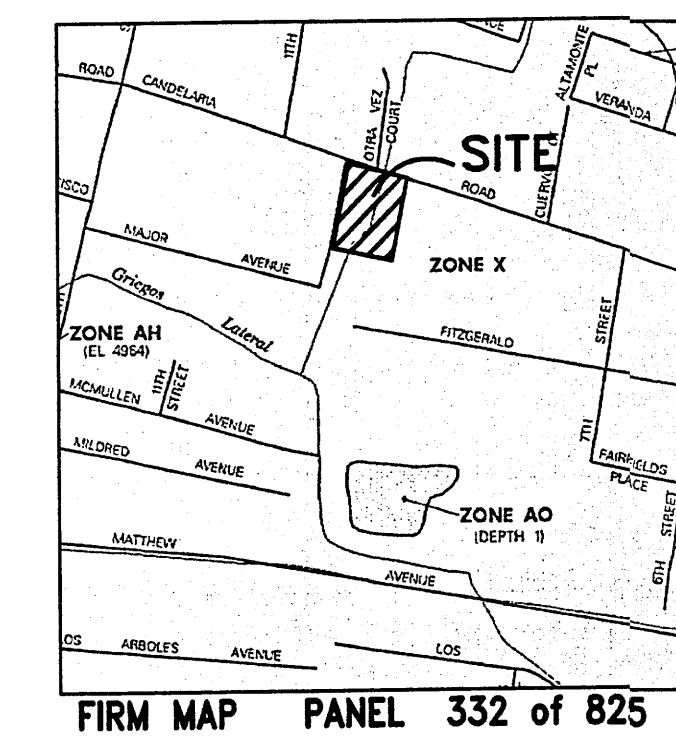 11TH
ROAD
CANDELARIA
OTRA VEZ
COURT
SITE
ROAD
ALTAMONTE
PL
VERANDA
MAJOR
AVENUE
ZONE X
Griegos
Lateral
ZONE AH
(EL 4964)
FITZGERALD
STREET
7TH
11TH
STREET
MCMULLEN
AVENUE
MILDRED
AVENUE
FAIRFIELDS
PLACE
ZONE AO
(DEPTH 1)
STREET
6TH
MATTHEW
AVENUE
OS ARBOLES AVENUE
LOS
FIRM MAP PANEL 332 of 825